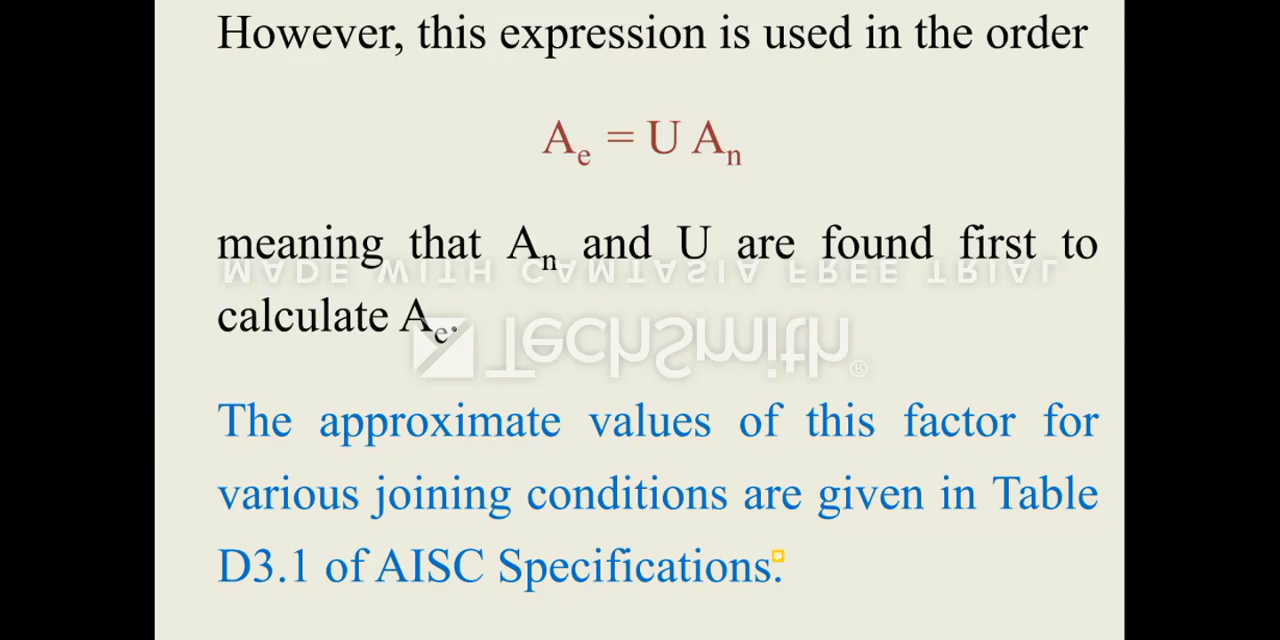 However, this expression is used in the order
Ae = U An
meaning that An and U are found first to
MADE WITH CAMTASIA FREE TRIAL
calculate Ae.
TechSmith®
The approximate values of this factor for
various joining conditions are given in Table
D3.1 of AISC Specifications.